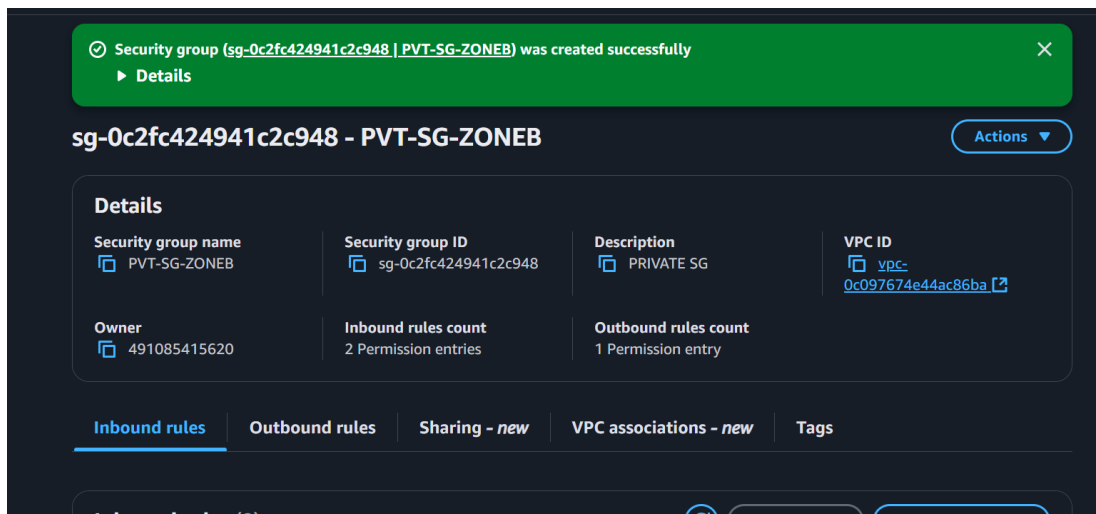 Security group (sg-0c2fc424941c2c948 | PVT-SG-ZONEB) was created successfully
Details
sg-0c2fc424941c2c948 - PVT-SG-ZONEB
Actions
Details
Security group name
PVT-SG-ZONEB
Security group ID
sg-0c2fc424941c2c948
Description
PRIVATE SG
VPC ID
vpc-
0c097674e44ac86ba
Owner
491085415620
Inbound rules count
2 Permission entries
Outbound rules count
1 Permission entry
Inbound rules
Outbound rules
Sharing - new
VPC associations - new
Tags